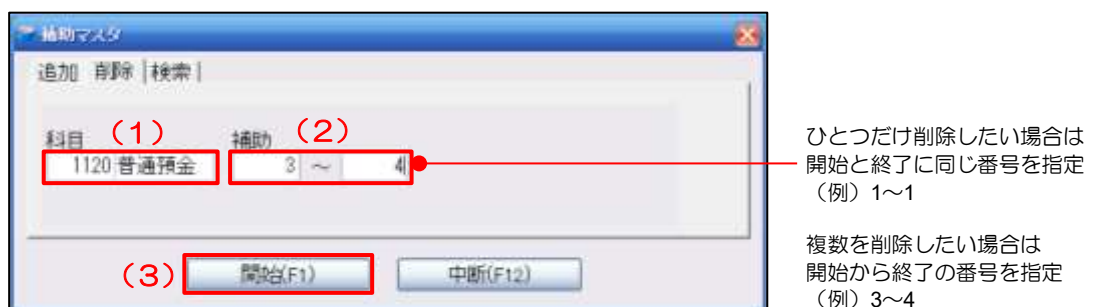 補助マスタ
追加 削除 検索
科目 (1) 補助 (2)
1120 普通預金 3 ～ 4
ひとつだけ削除したい場合は
開始と終了に同じ番号を指定
（例）1～1
複数を削除したい場合は
開始から終了の番号を指定
（例）3～4
(3) 開始(F1) 中断(F12)